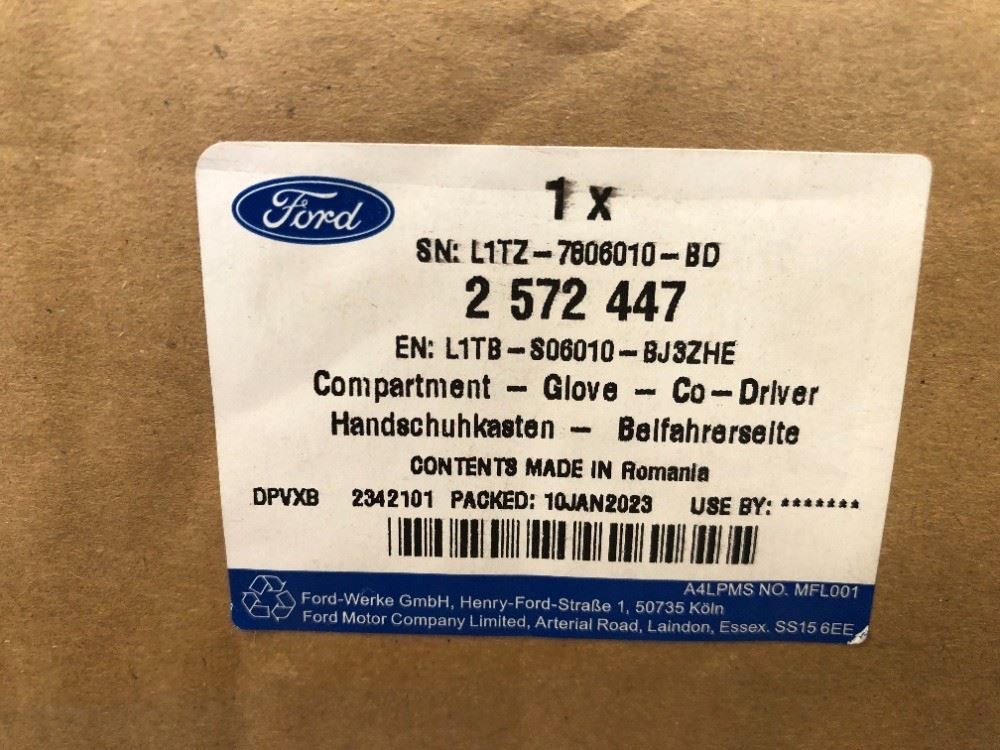 Ford
1 x
SN: L1TZ-7806010-BD
2 572 447
EN: L1TB-S06010-BJ3ZHE
Compartment - Glove - Co-Driver
Handschuhkasten - Beifahrerseite
CONTENTS MADE IN Romania
DPVXB 2342101 PACKED: 10JAN2023 USE BY: *******
A4LPMS NO. MFL001
Ford-Werke GmbH, Henry-Ford-Straße 1, 50735 Köln
Ford Motor Company Limited, Arterial Road, Laindon, Essex. SS15 6EE